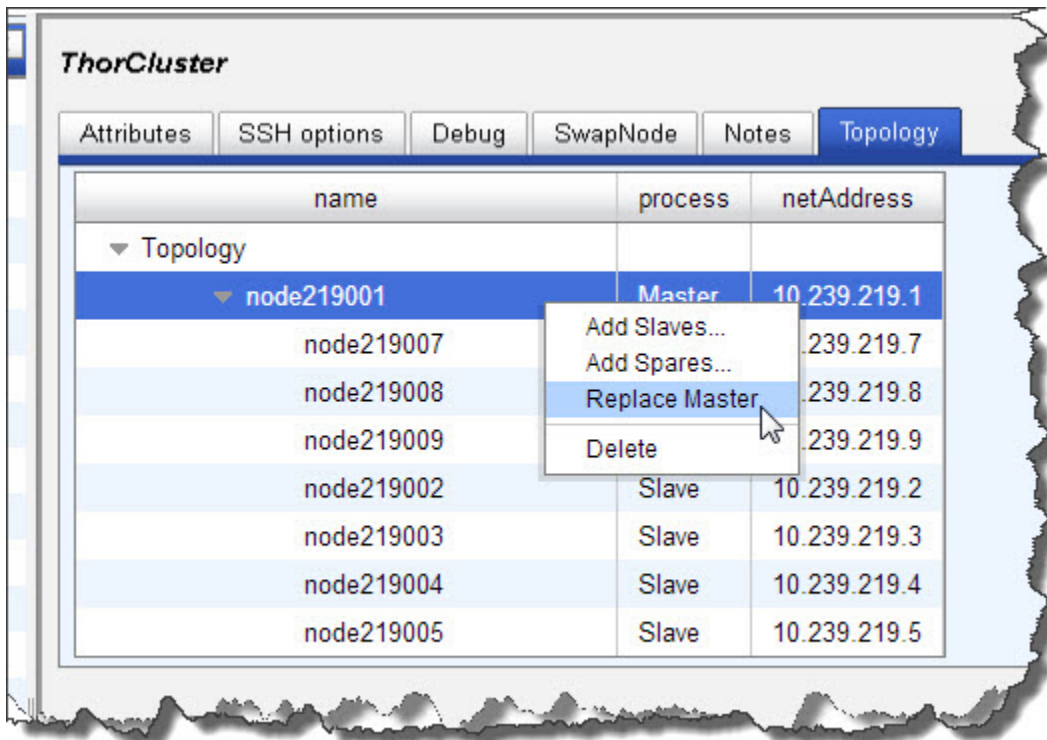 ThorCluster
Attributes SSH options Debug SwapNode Notes Topology
name process netAddress
Topology
node219001 Master 10.239.219.1
node219007 .239.219.7
node219008 .239.219.8
node219009 .239.219.9
Add Slaves...
Add Spares...
Replace Master
Delete
node219002 Slave 10.239.219.2
node219003 Slave 10.239.219.3
node219004 Slave 10.239.219.4
node219005 Slave 10.239.219.5